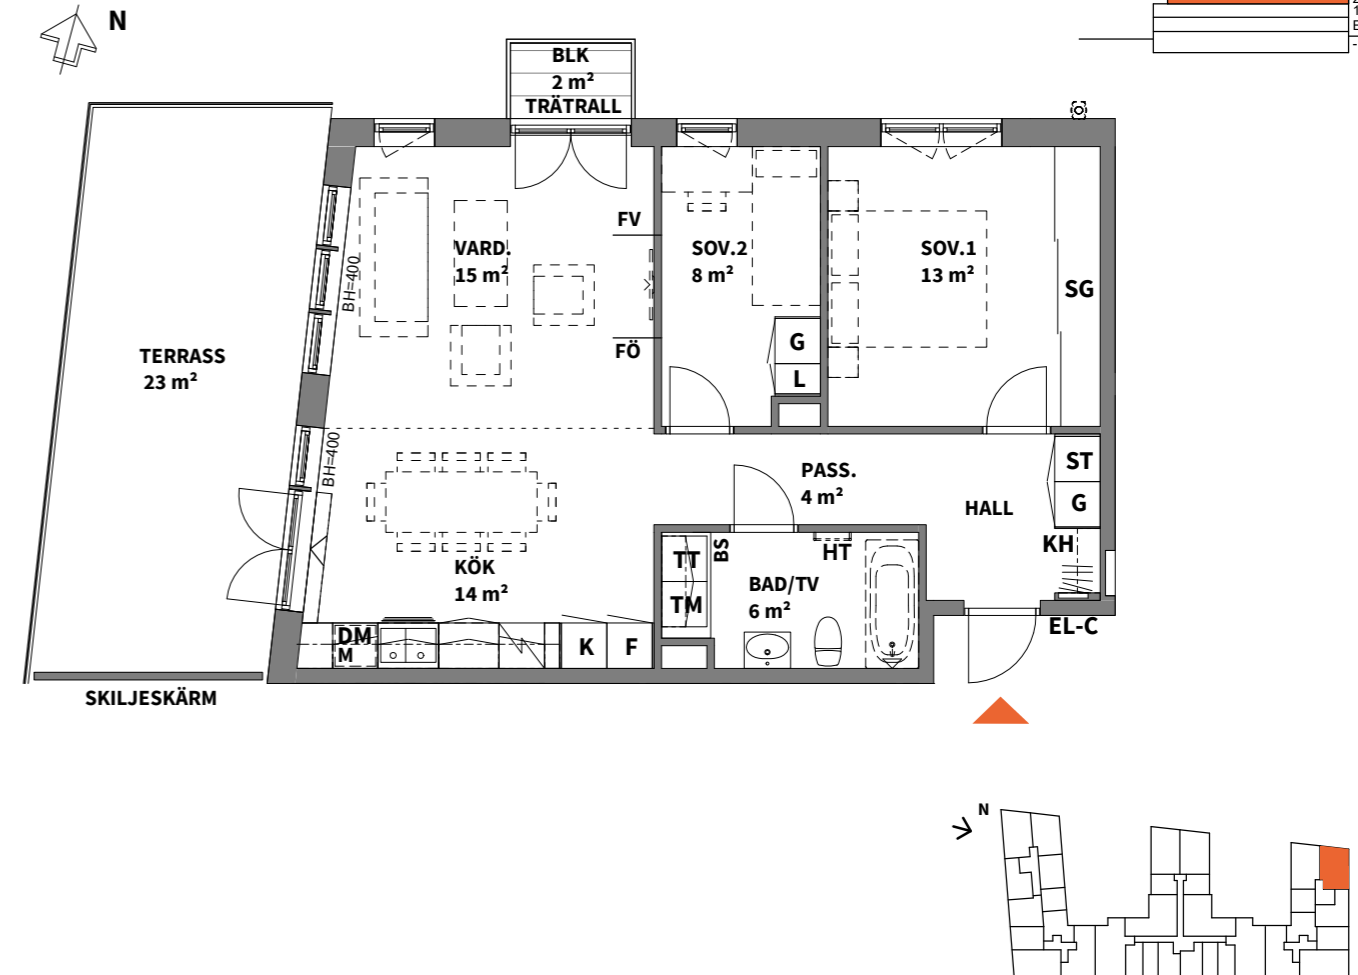 N
BLK
2 m²
TRÄTRALL
FV
VARD.
15 m²
BH=400
FÖ
SOV.2
8 m²
G
L
SOV.1
13 m²
SG
TERRASS
23 m²
BH=400
PASS.
4 m²
HALL
ST
G
KH
KÖK
14 m²
TT
TM
BS
HT
BAD/TV
6 m²
DM
M
K
F
EL-C
SKILJESKÄRM
N